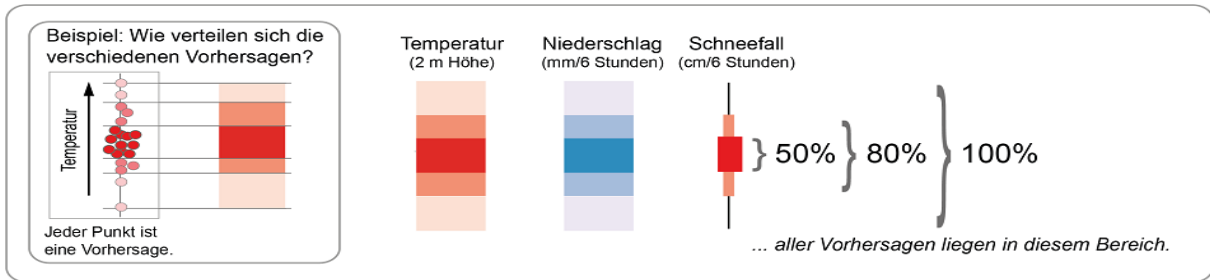 Beispiel: Wie verteilen sich die
verschiedenen Vorhersagen?
Temperatur
Jeder Punkt ist
eine Vorhersage.
Temperatur
(2 m Höhe)
Niederschlag
(mm/6 Stunden)
Schneefall
(cm/6 Stunden)
50%
80%
100%
... aller Vorhersagen liegen in diesem Bereich.